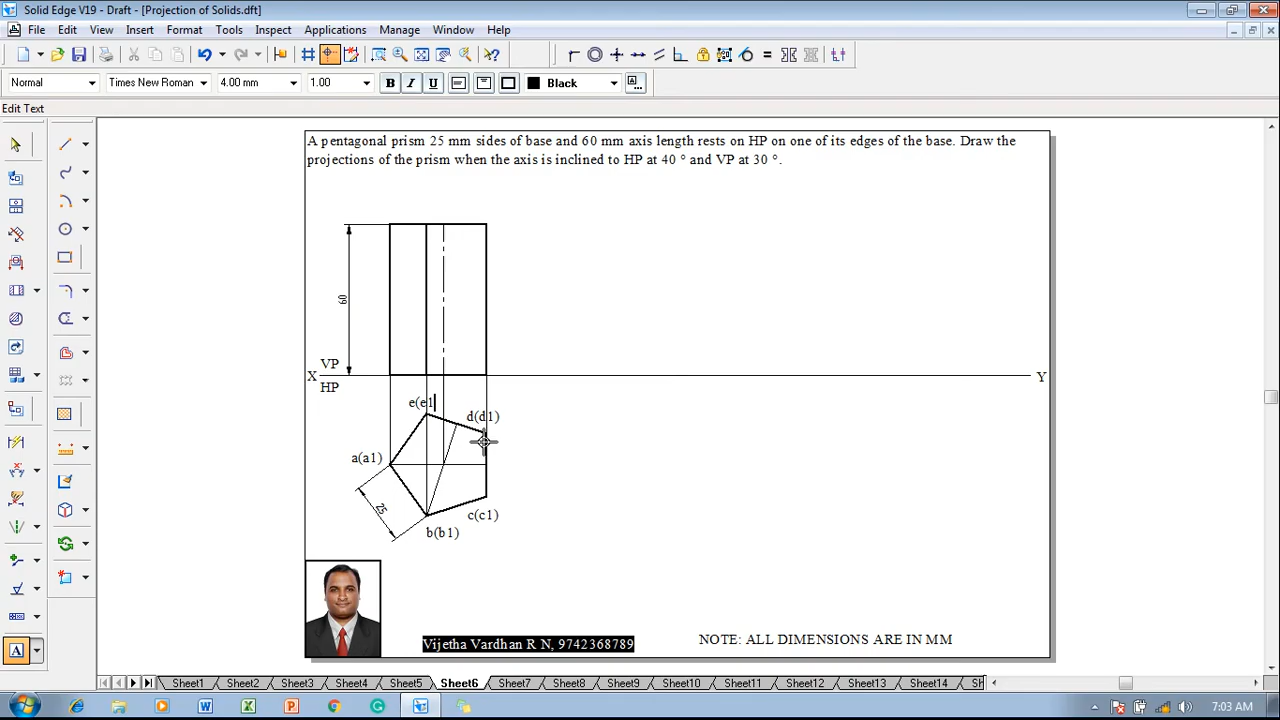 Solid Edge V19 - Draft - [Projection of Solids.dft]
File Edit View Insert Format Tools Inspect Applications Manage Window Help
Normal Times New Roman 4.00 mm 1.00 B I U Black
Edit Text
A pentagonal prism 25 mm sides of base and 60 mm axis length rests on HP on one of its edges of the base. Draw the
projections of the prism when the axis is inclined to HP at 40 ° and VP at 30 °.
60
VP
X Y
HP
e(e1
d(d1)
a(a1)
25
c(c1)
b(b1)
Vijetha Vardhan R N, 9742368789
NOTE: ALL DIMENSIONS ARE IN MM
Sheet1 Sheet2 Sheet3 Sheet4 Sheet5 Sheet6 Sheet7 Sheet8 Sheet9 Sheet10 Sheet11 Sheet12 Sheet13 Sheet14 SI
7:03 AM